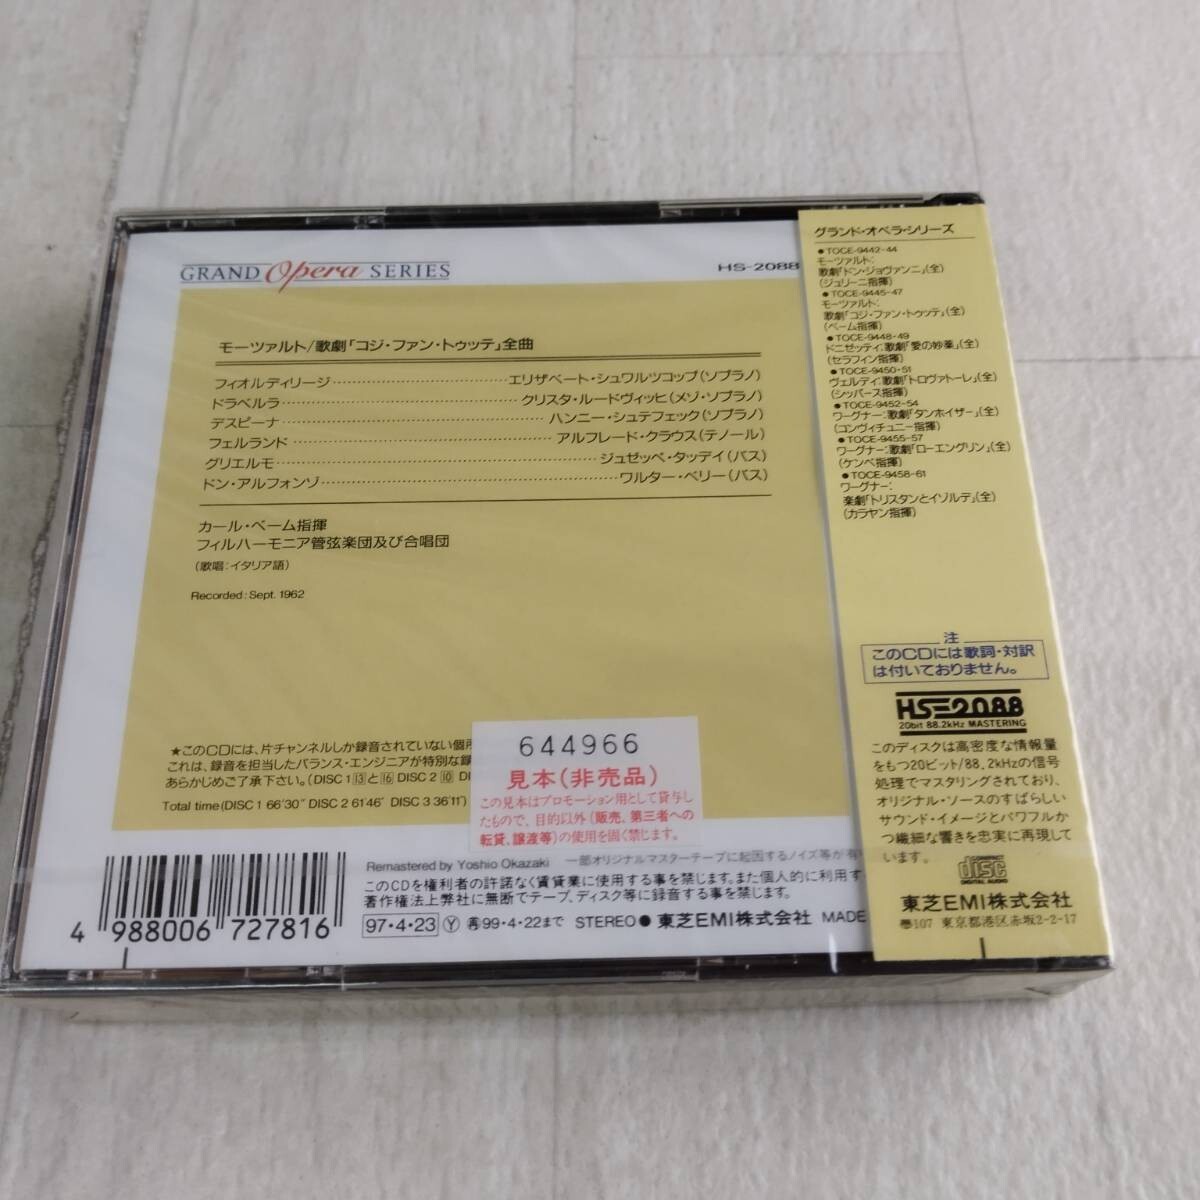 GRAND Opera SERIES
HS-2088
モーツァルト/歌劇「コジ・ファン・トゥッテ」全曲
フィオルディリージ……………………エリザベート・シュワルツコップ(ソプラノ)
ドラベルラ……………………クリスタ・ルードヴィッヒ(メゾ・ソプラノ)
デスピーナ……………………ハンニー・シュテフェック(ソプラノ)
フェルランド……………………アルフレード・クラウス(テノール)
グリエルモ……………………ジュゼッペ・タッデイ(バス)
ドン・アルフォンゾ……………………ワルター・ベリー(バス)
カール・ベーム指揮
フィルハーモニア管弦楽団及び合唱団
(歌唱:イタリア語)
Recorded: Sept. 1962
★このCDには、片チャンネルしか録音されていない個所
これは、録音を担当したバランス・エンジニアが特別な録
あらかじめご了承下さい。(DISC 1 ⑬と⑯ DISC 2 ⑩
Total time(DISC 1 66'30" DISC 2 61'46" DISC 3 36'11")
644966
見本(非売品)
この見本はプロモーション用として貸与し
たもので、目的以外(販売、第三者への
転貸、譲渡等)の使用を固く禁じます。
Remastered by Yoshio Okazaki 一部オリジナルマスターテープに起因するノイズ等が有
このCDを権利者の許諾なく賃貸業に使用する事を禁じます。また個人的に利用す
著作権法上弊社に無断でテープ、ディスク等に録音する事を禁じます。
97・4・23 Ⓨ 再99・4・22まで STEREO ● 東芝EMI株式会社 MADE
4 988006 727816
グランド・オペラ・シリーズ
●TOCE-9442-44
モーツァルト:
歌劇「ドン・ジョヴァンニ」(全)
(ジュリーニ指揮)
●TOCE-9445-47
モーツァルト:
歌劇「コジ・ファン・トゥッテ」(全)
(ベーム指揮)
●TOCE-9448-49
ドニゼッティ:歌劇「愛の妙薬」(全)
(セラフィン指揮)
●TOCE-9450-51
ヴェルディ:歌劇「トロヴァトーレ」(全)
(シッパース指揮)
●TOCE-9452-54
ワーグナー:歌劇「タンホイザー」(全)
(コンヴィチュニー指揮)
●TOCE-9455-57
ワーグナー:歌劇「ローエングリン」(全)
(ケンペ指揮)
●TOCE-9458-61
ワーグナー:
楽劇「トリスタンとイゾルデ」(全)
(カラヤン指揮)
注
このCDには歌詞・対訳
は付いておりません。
HS-2088
20bit 88.2kHz MASTERING
このディスクは高密度な情報量
をもつ20ビット/88.2kHzの信号
処理でマスタリングされており、
オリジナル・ソースのすばらしい
サウンド・イメージとパワフルか
つ繊細な響きを忠実に再現して
います。
COMPACT disc DIGITAL AUDIO
東芝EMI株式会社
〠107 東京都港区赤坂2-2-17